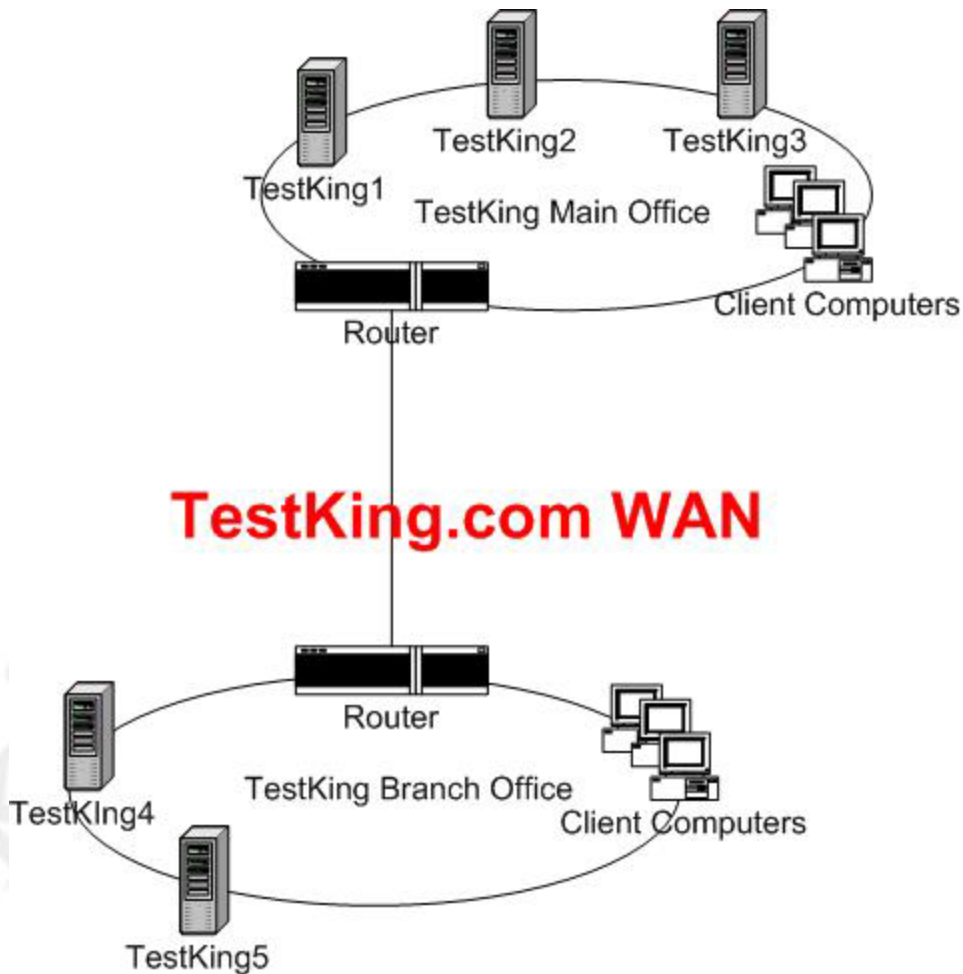 TestKing2
TestKing3
TestKing1
TestKing Main Office
Client Computers
Router
TestKing.com WAN
Router
TestKing Branch Office
TestKIng4
Client Computers
TestKing5